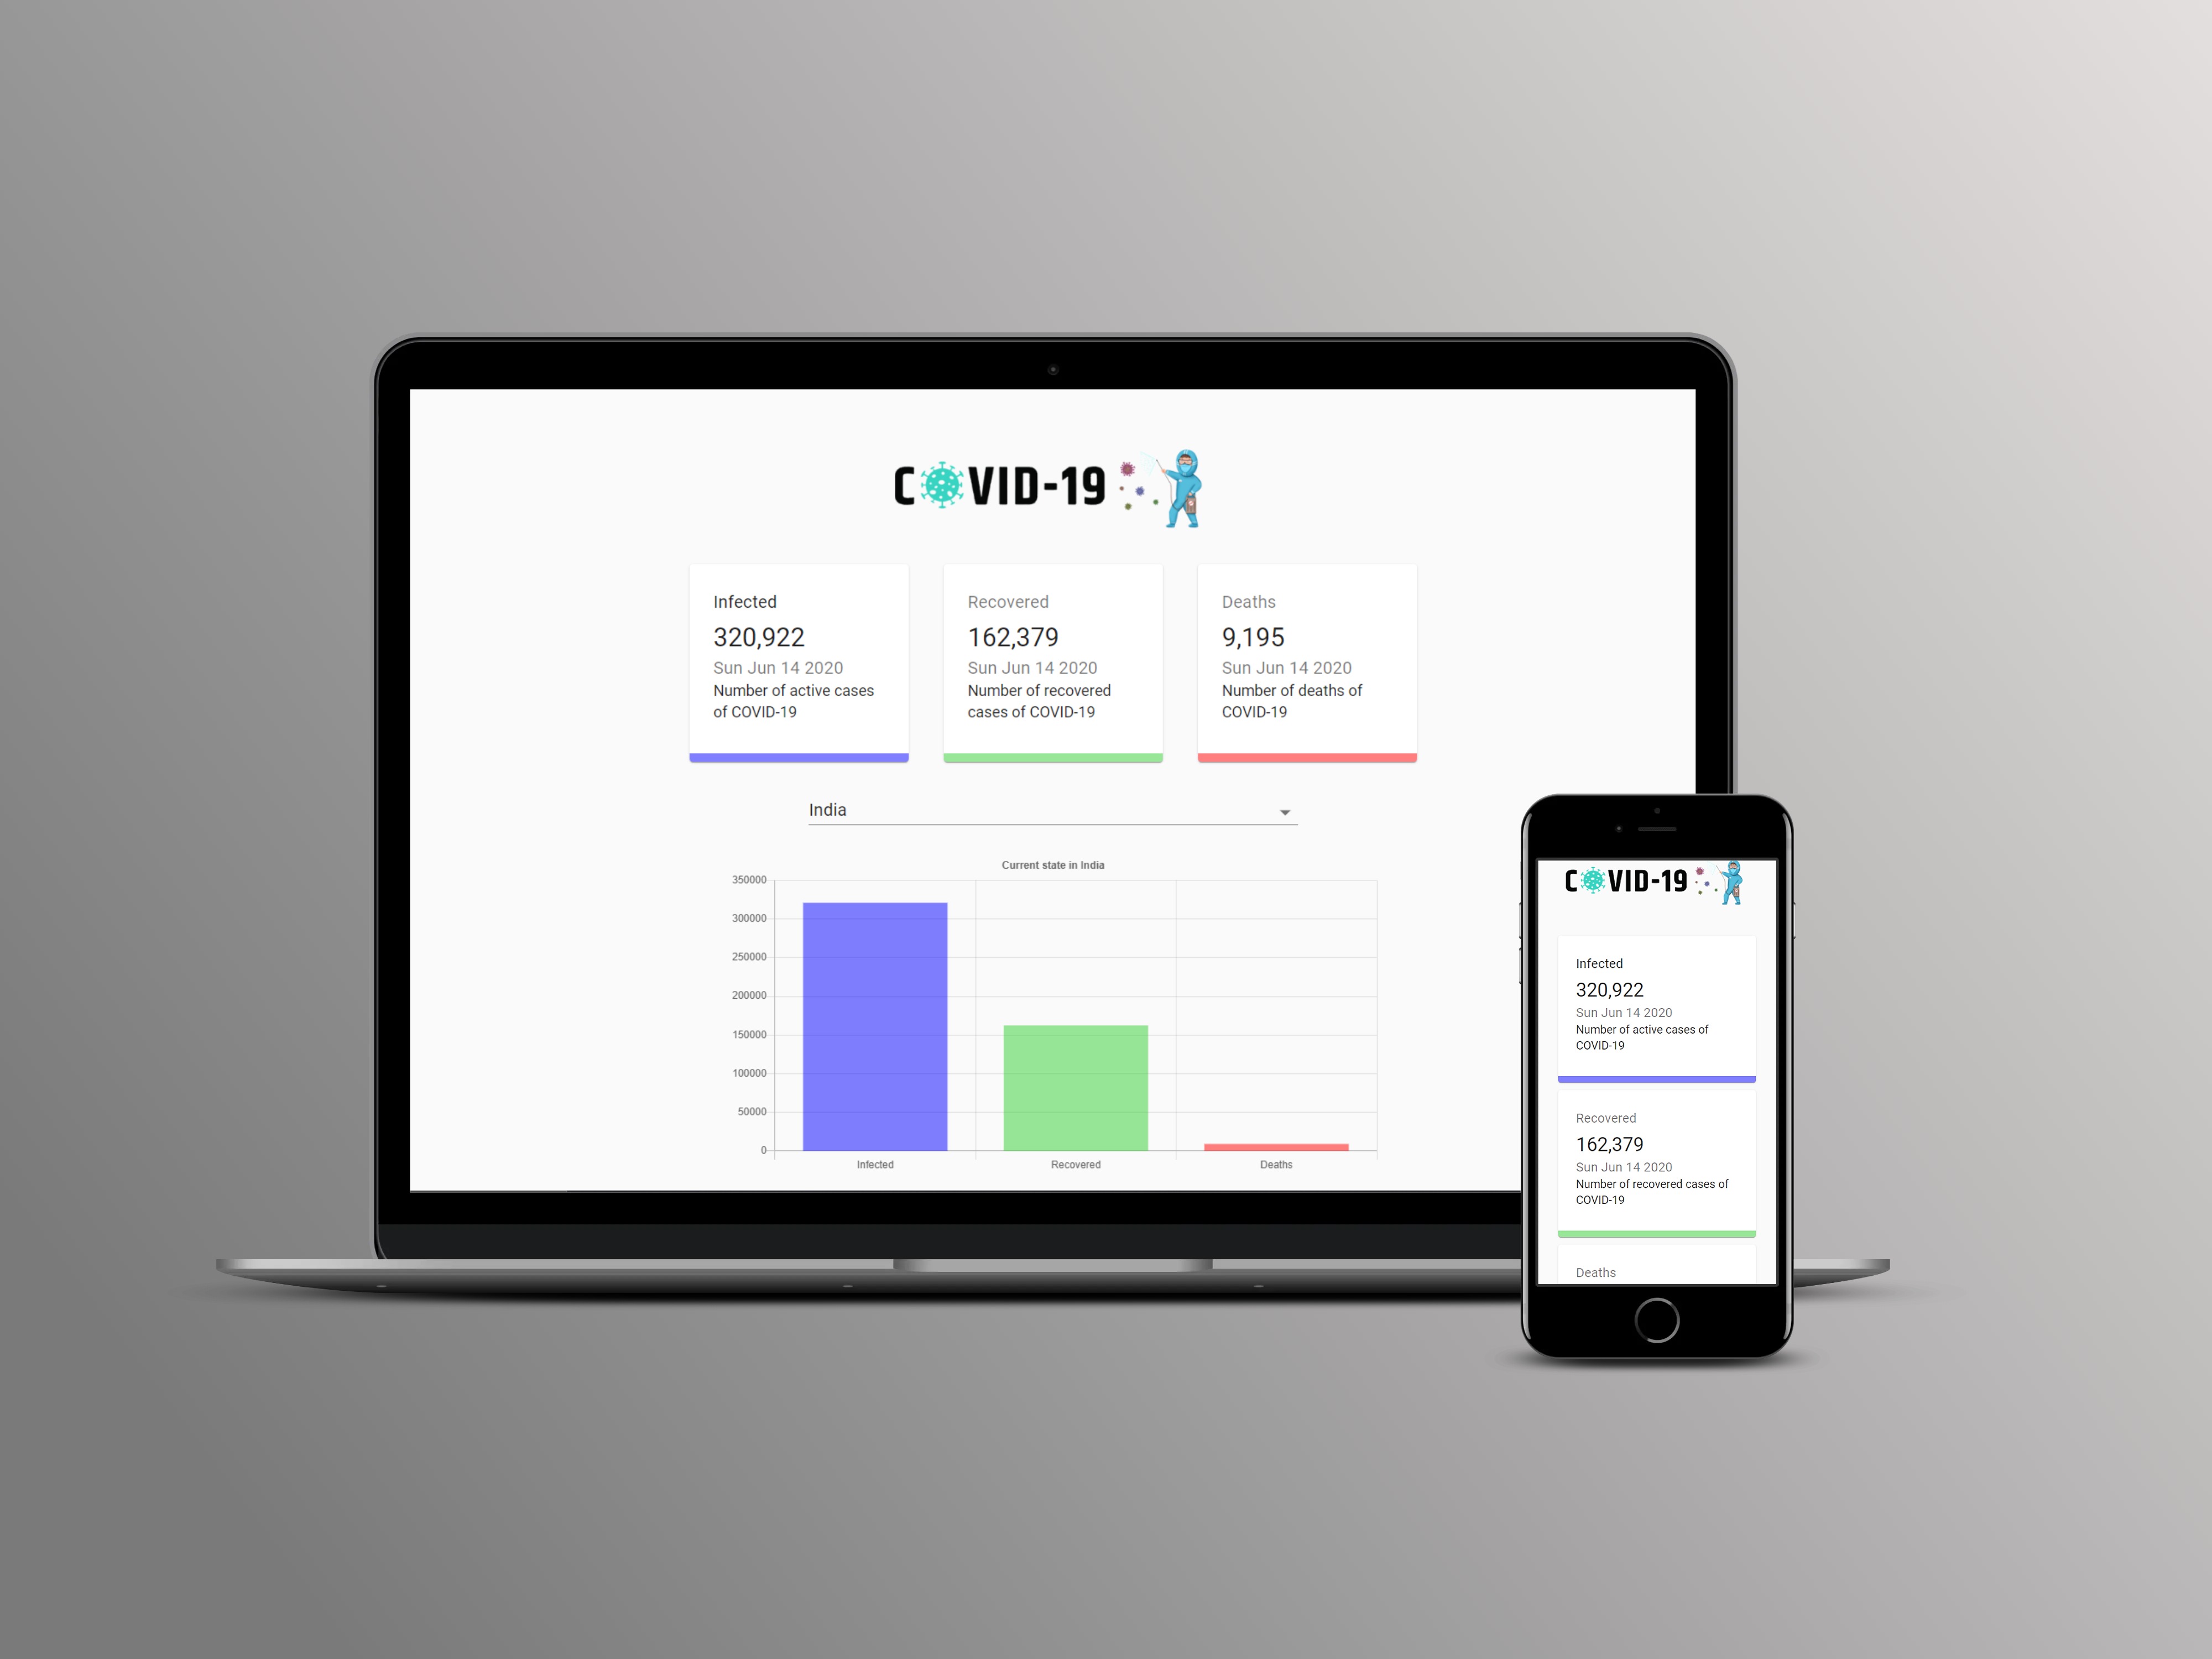 COVID-19
Infected
320,922
Sun Jun 14 2020
Number of active cases
of COVID-19
Recovered
162,379
Sun Jun 14 2020
Number of recovered
cases of COVID-19
Deaths
9,195
Sun Jun 14 2020
Number of deaths of
COVID-19
India
Current state in India
350000
300000
250000
200000
150000
100000
50000
0
Infected
Recovered
Deaths
COVID-19
Infected
320,922
Sun Jun 14 2020
Number of active cases of
COVID-19
Recovered
162,379
Sun Jun 14 2020
Number of recovered cases of
COVID-19
Deaths